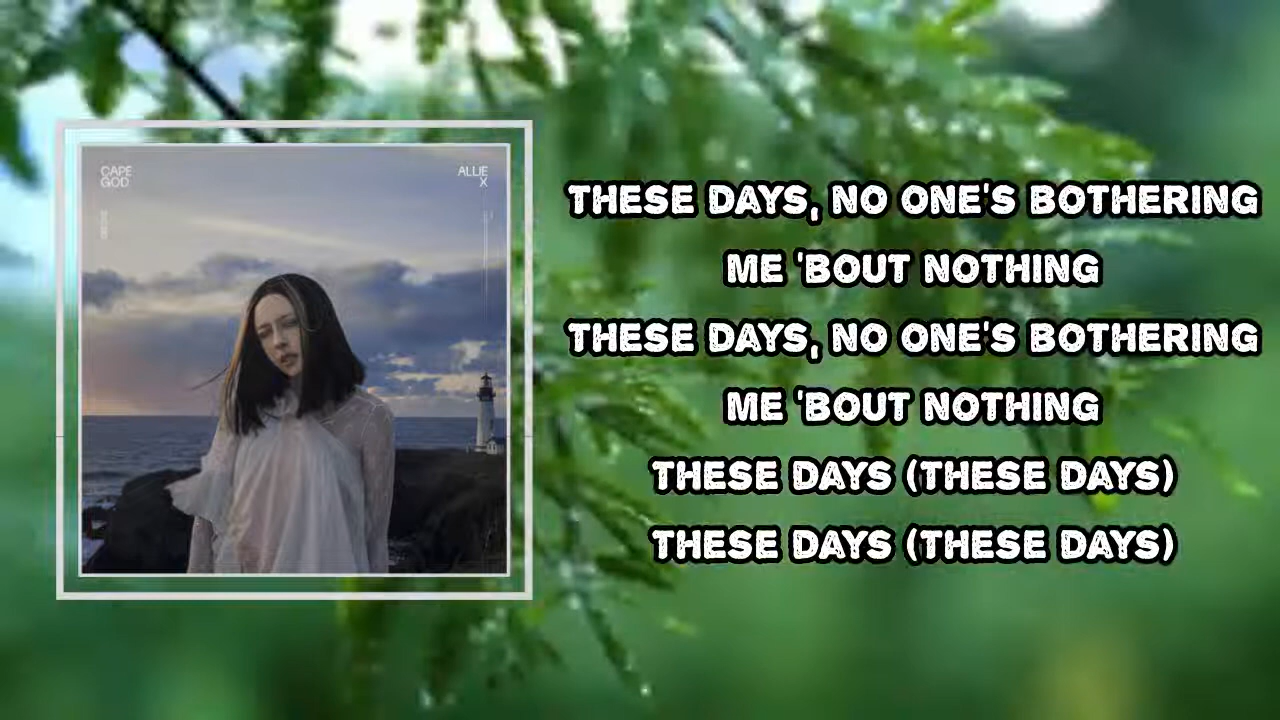 CAPE
GOD
ALLIE
X
THESE DAYS, NO ONE'S BOTHERING
ME 'BOUT NOTHING
THESE DAYS, NO ONE'S BOTHERING
ME 'BOUT NOTHING
THESE DAYS (THESE DAYS)
THESE DAYS (THESE DAYS)